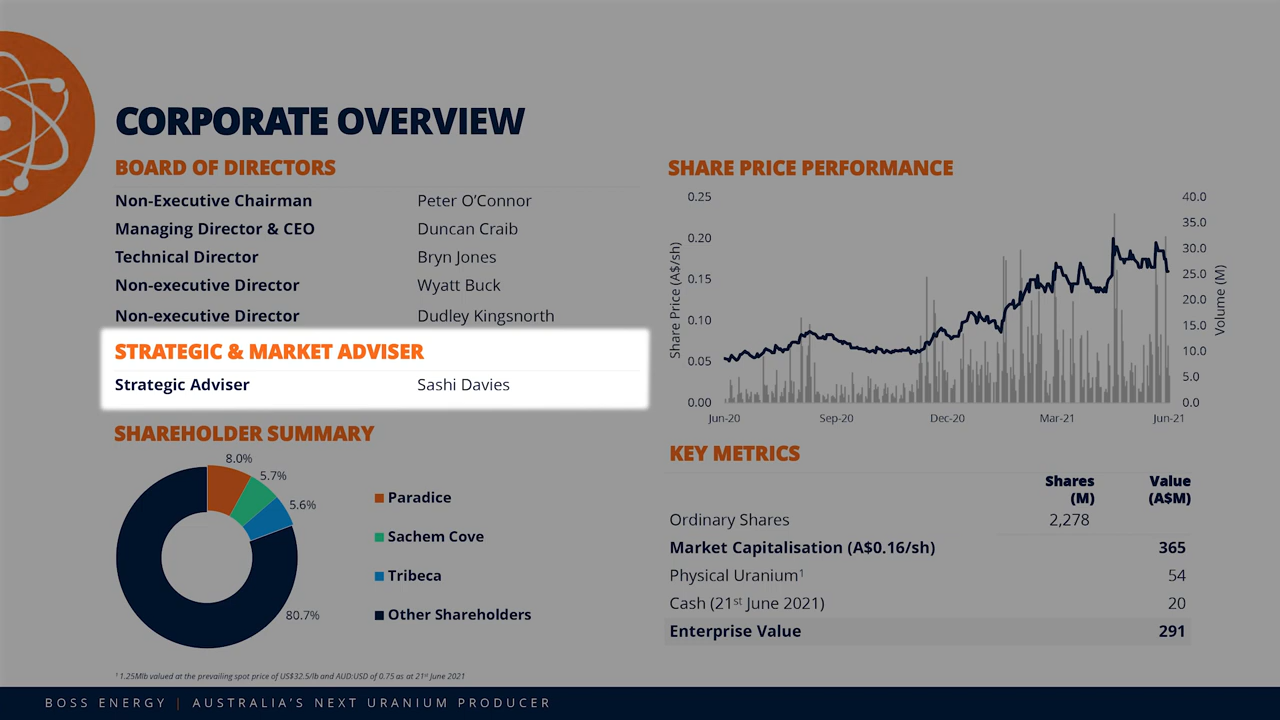 CORPORATE OVERVIEW
BOARD OF DIRECTORS
Non-Executive Chairman Peter O’Connor
Managing Director & CEO Duncan Craib
Technical Director Bryn Jones
Non-executive Director Wyatt Buck
Non-executive Director Dudley Kingsnorth
STRATEGIC & MARKET ADVISER
Strategic Adviser Sashi Davies
SHAREHOLDER SUMMARY
8.0%
5.7%
5.6%
80.7%
Paradice
Sachem Cove
Tribeca
Other Shareholders
SHARE PRICE PERFORMANCE
Share Price (A$/sh)
0.25
0.20
0.15
0.10
0.05
0.00
40.0
35.0
30.0
25.0
20.0
15.0
10.0
5.0
0.0
Volume (M)
Jun-20 Sep-20 Dec-20 Mar-21 Jun-21
KEY METRICS
Shares Value
(M) (A$M)
Ordinary Shares 2,278
Market Capitalisation (A$0.16/sh) 365
Physical Uranium¹ 54
Cash (21st June 2021) 20
Enterprise Value 291
¹ 1.25Mlb valued at the prevailing spot price of US$32.5/lb and AUD:USD of 0.75 as at 21st June 2021
BOSS ENERGY | AUSTRALIA’S NEXT URANIUM PRODUCER